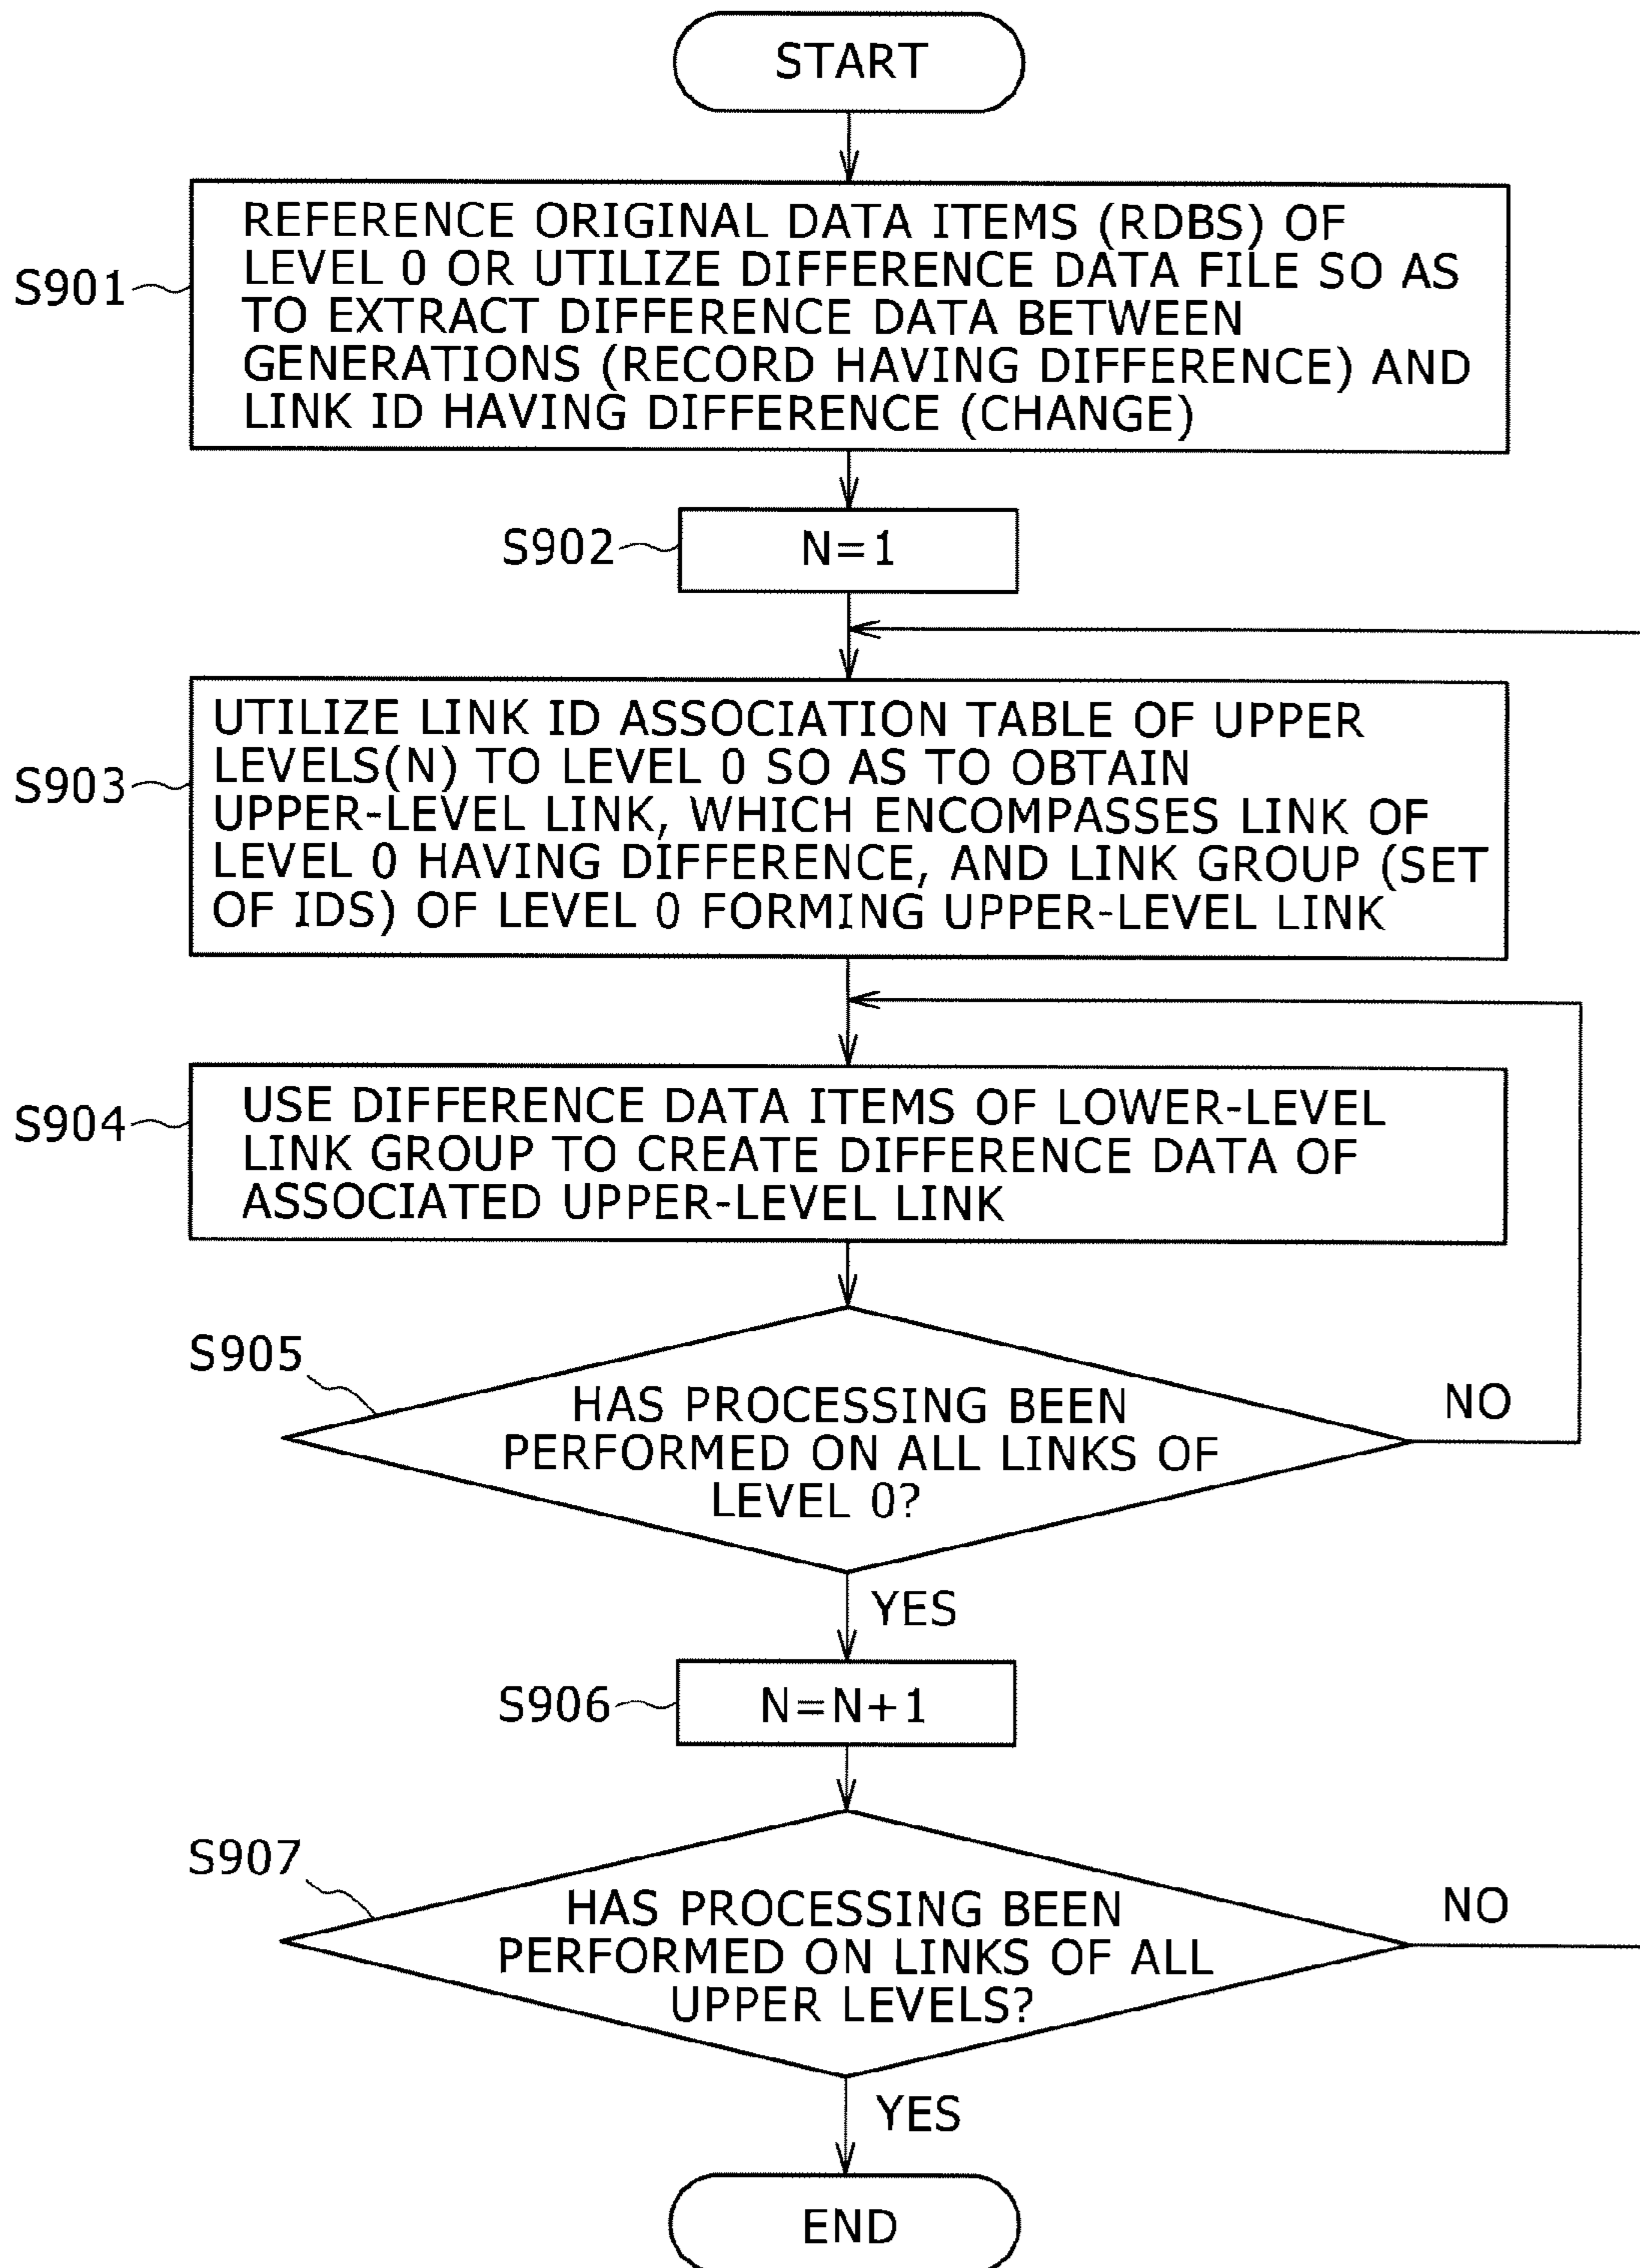 START
S901
REFERENCE ORIGINAL DATA ITEMS (RDBS) OF
LEVEL 0 OR UTILIZE DIFFERENCE DATA FILE SO AS
TO EXTRACT DIFFERENCE DATA BETWEEN
GENERATIONS (RECORD HAVING DIFFERENCE) AND
LINK ID HAVING DIFFERENCE (CHANGE)
S902
N=1
S903
UTILIZE LINK ID ASSOCIATION TABLE OF UPPER
LEVELS(N) TO LEVEL 0 SO AS TO OBTAIN
UPPER-LEVEL LINK, WHICH ENCOMPASSES LINK OF
LEVEL 0 HAVING DIFFERENCE, AND LINK GROUP (SET
OF IDS) OF LEVEL 0 FORMING UPPER-LEVEL LINK
S904
USE DIFFERENCE DATA ITEMS OF LOWER-LEVEL
LINK GROUP TO CREATE DIFFERENCE DATA OF
ASSOCIATED UPPER-LEVEL LINK
S905
HAS PROCESSING BEEN
PERFORMED ON ALL LINKS OF
LEVEL 0?
NO
YES
S906
N=N+1
S907
HAS PROCESSING BEEN
PERFORMED ON LINKS OF ALL
UPPER LEVELS?
NO
YES
END